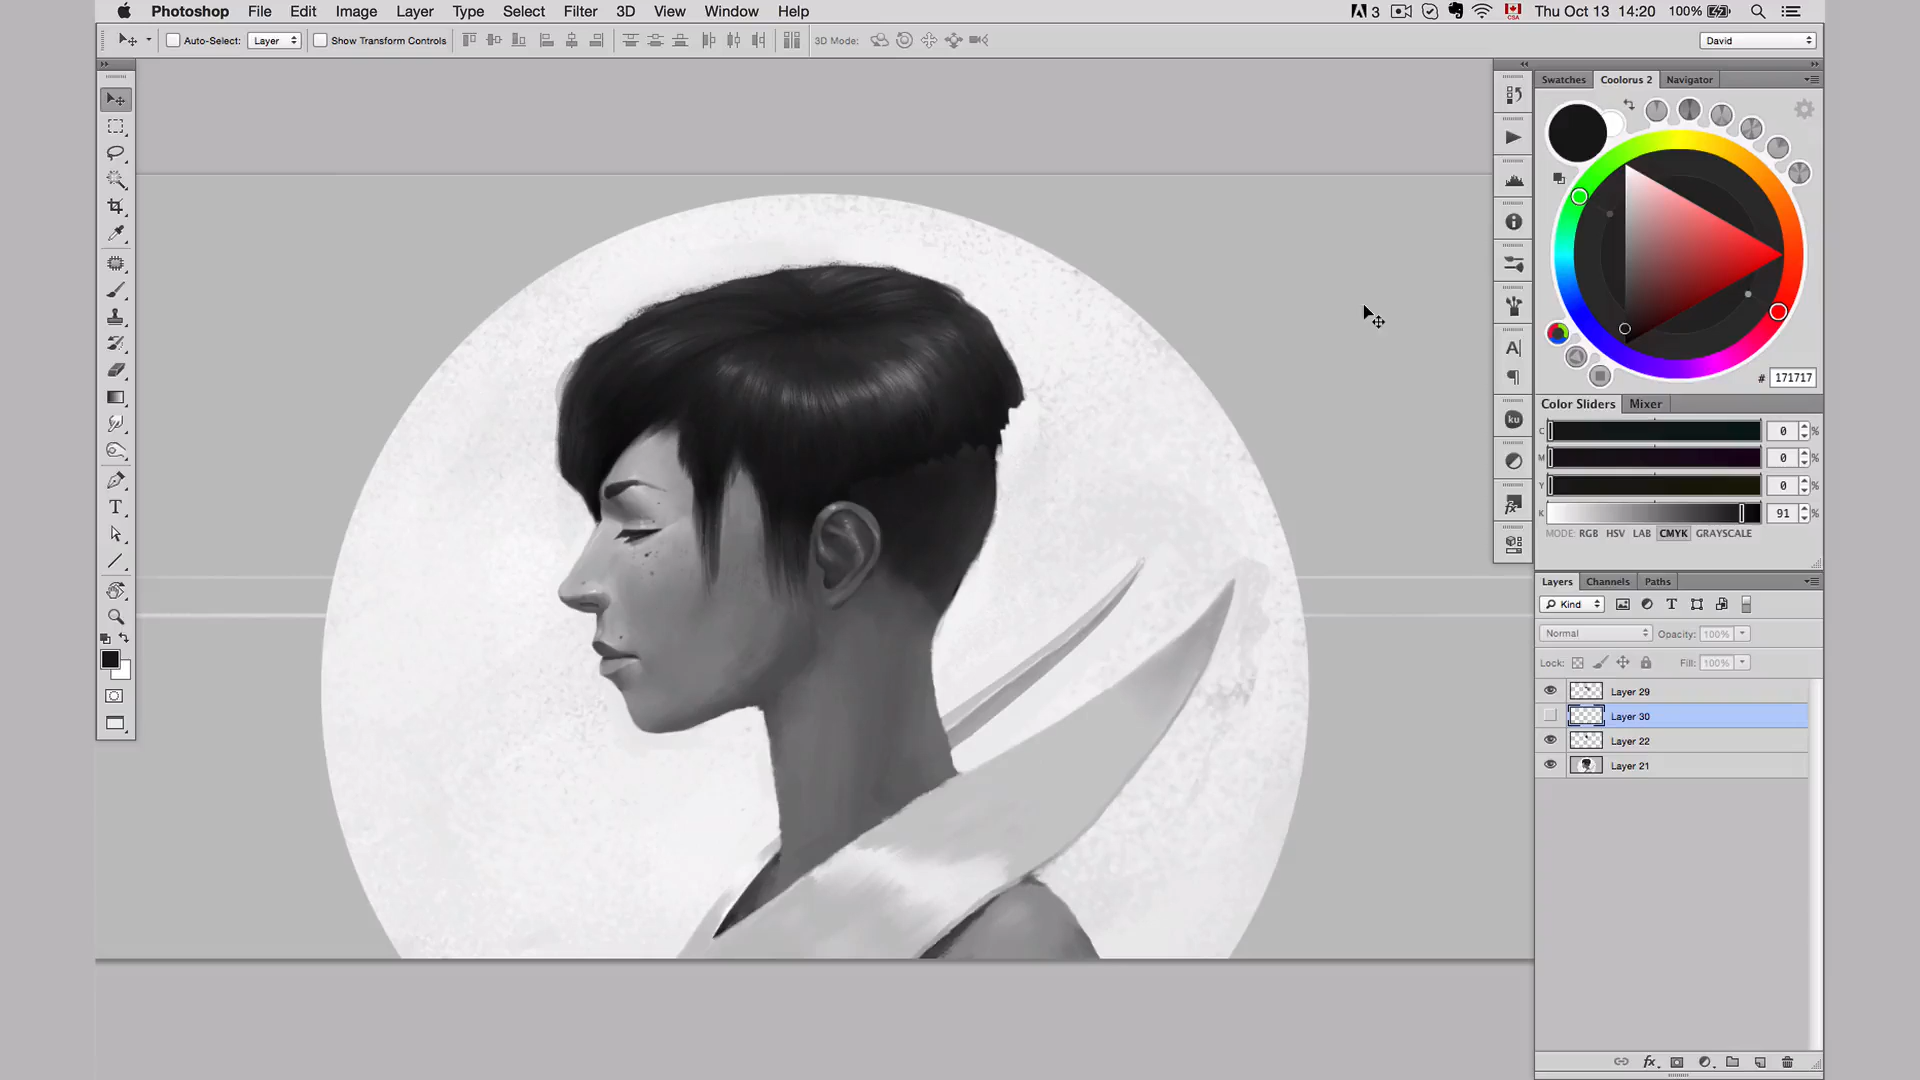 Photoshop File Edit Image Layer Type Select Filter 3D View Window Help 3 Thu Oct 13 14:20 100%
Auto-Select: Layer Show Transform Controls 3D Mode: David
Swatches Coolorus 2 Navigator
# 171717
Color Sliders Mixer
C 0 %
M 0 %
Y 0 %
K 91 %
MODE: RGB HSV LAB CMYK GRAYSCALE
Layers Channels Paths
Kind
Normal Opacity: 100%
Lock: Fill: 100%
Layer 29
Layer 30
Layer 22
Layer 21
fx
ku